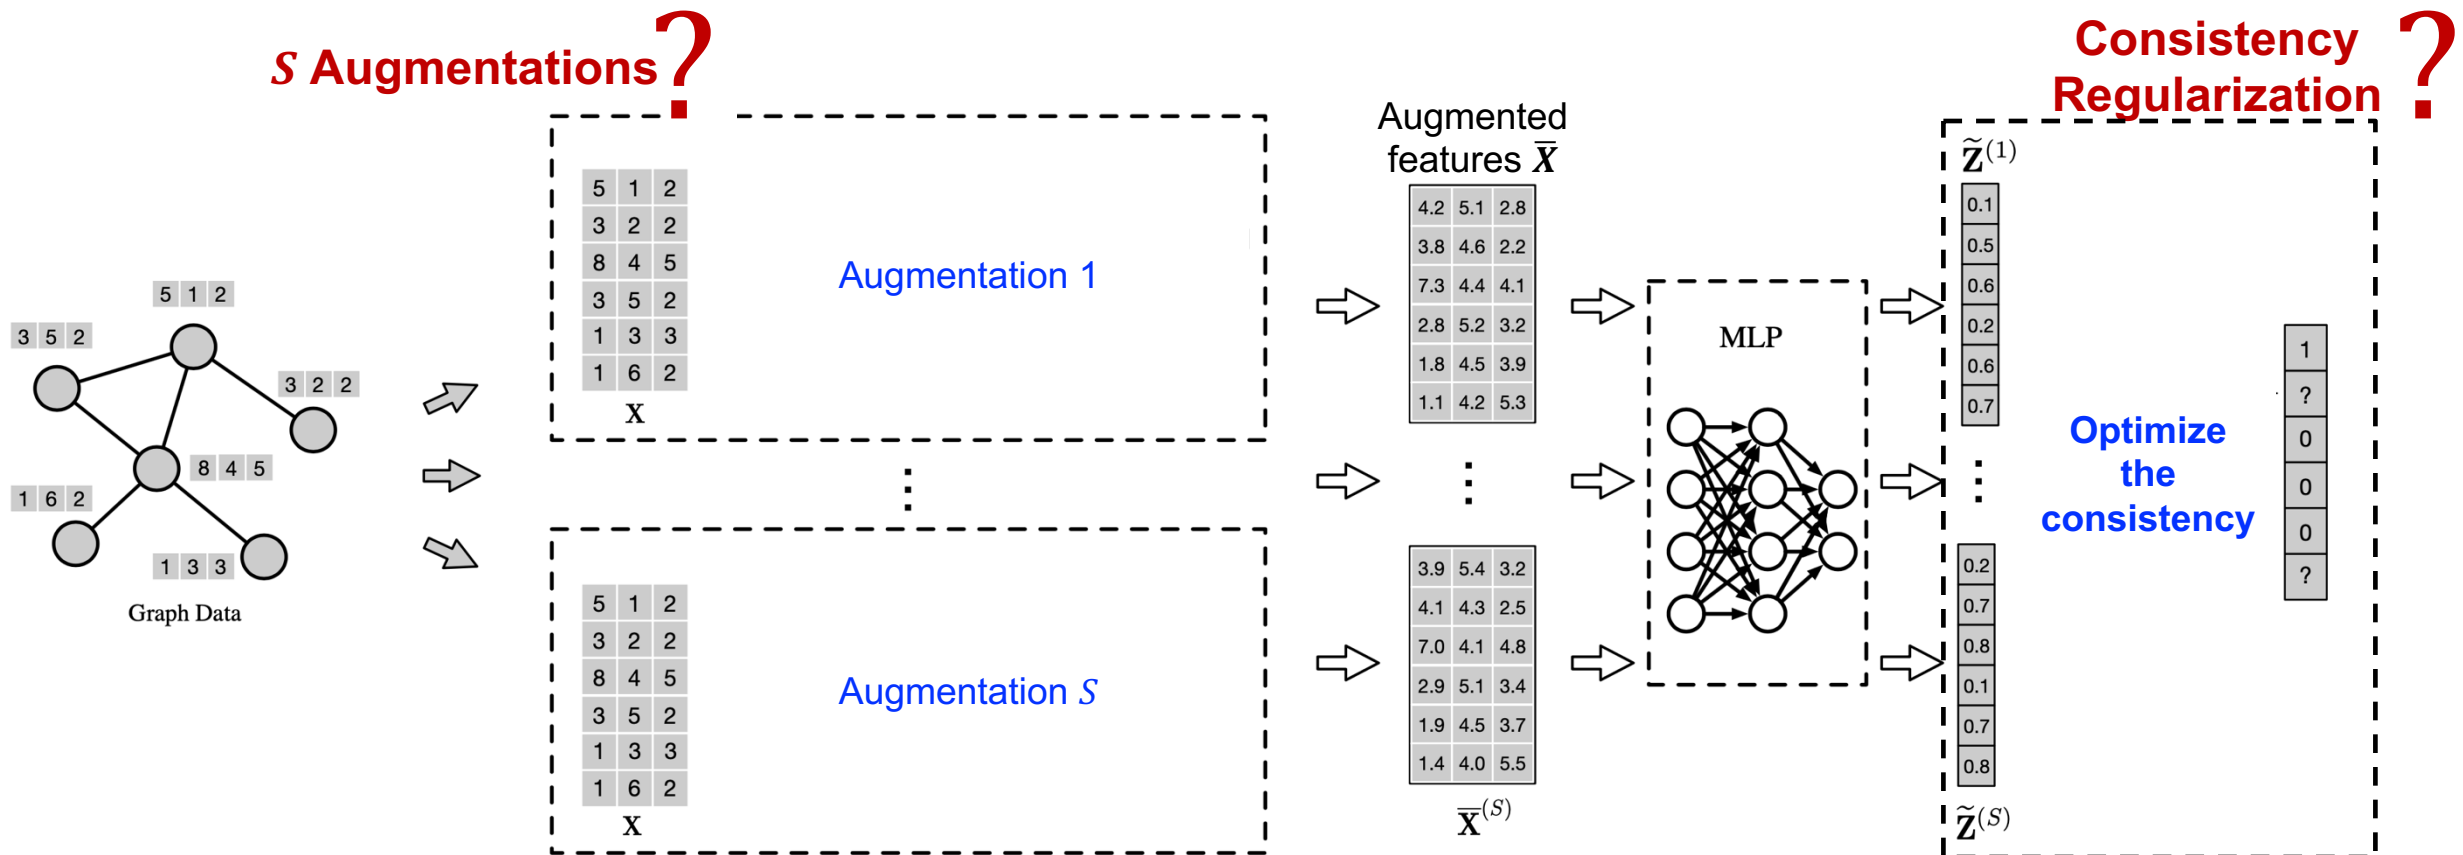 S Augmentations?
Consistency
Regularization
?
Augmented
features X̅
5 1 2
3 5 2
3 2 2
8 4 5
1 6 2
1 3 3
Graph Data
5 1 2
3 2 2
8 4 5
3 5 2
1 3 3
1 6 2
X
Augmentation 1
⋮
5 1 2
3 2 2
8 4 5
3 5 2
1 3 3
1 6 2
X
Augmentation S
4.2 5.1 2.8
3.8 4.6 2.2
7.3 4.4 4.1
2.8 5.2 3.2
1.8 4.5 3.9
1.1 4.2 5.3
⋮
3.9 5.4 3.2
4.1 4.3 2.5
7.0 4.1 4.8
2.9 5.1 3.4
1.9 4.5 3.7
1.4 4.0 5.5
X̅^(S)
MLP
Z̃^(1)
0.1
0.5
0.6
0.2
0.6
0.7
⋮
0.2
0.7
0.8
0.1
0.7
0.8
Z̃^(S)
Optimize
the
consistency
1
?
0
0
0
?